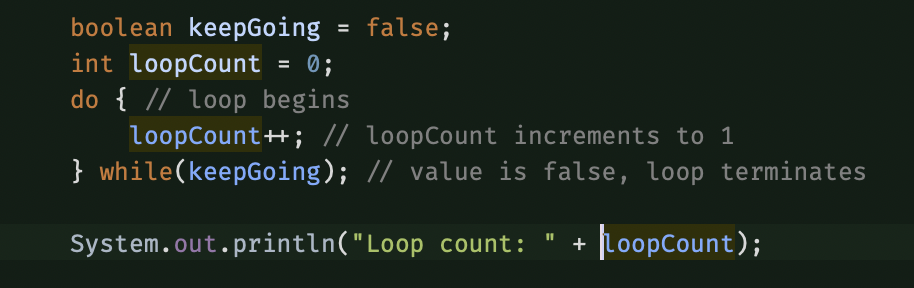 boolean keepGoing = false;
int loopCount = 0;
do { // loop begins
    loopCount++; // loopCount increments to 1
} while(keepGoing); // value is false, loop terminates

System.out.println("Loop count: " + loopCount);